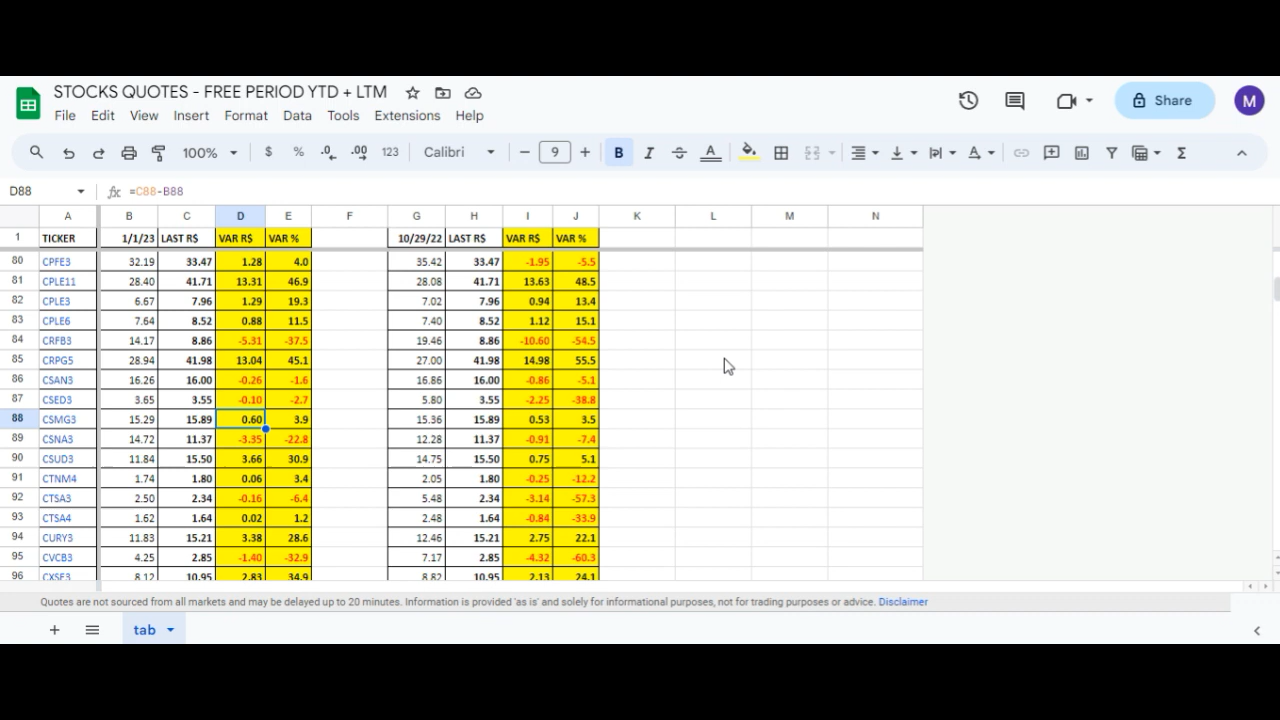 STOCKS QUOTES - FREE PERIOD YTD + LTM
File Edit View Insert Format Data Tools Extensions Help
Share M
100% $ % .0 .00 123 Calibri 9 B I A A Σ
D88 fx =C88-B88
A B C D E F G H I J K L M N
1 TICKER 1/1/23 LAST R$ VAR R$ VAR % 10/29/22 LAST R$ VAR R$ VAR %
80 CPFE3 32.19 33.47 1.28 4.0 35.42 33.47 -1.95 -5.5
81 CPLE11 28.40 41.71 13.31 46.9 28.08 41.71 13.63 48.5
82 CPLE3 6.67 7.96 1.29 19.3 7.02 7.96 0.94 13.4
83 CPLE6 7.64 8.52 0.88 11.5 7.40 8.52 1.12 15.1
84 CRFB3 14.17 8.86 -5.31 -37.5 19.46 8.86 -10.60 -54.5
85 CRPG5 28.94 41.98 13.04 45.1 27.00 41.98 14.98 55.5
86 CSAN3 16.26 16.00 -0.26 -1.6 16.86 16.00 -0.86 -5.1
87 CSED3 3.65 3.55 -0.10 -2.7 5.80 3.55 -2.25 -38.8
88 CSMG3 15.29 15.89 0.60 3.9 15.36 15.89 0.53 3.5
89 CSNA3 14.72 11.37 -3.35 -22.8 12.28 11.37 -0.91 -7.4
90 CSUD3 11.84 15.50 3.66 30.9 14.75 15.50 0.75 5.1
91 CTNM4 1.74 1.80 0.06 3.4 2.05 1.80 -0.25 -12.2
92 CTSA3 2.50 2.34 -0.16 -6.4 5.48 2.34 -3.14 -57.3
93 CTSA4 1.62 1.64 0.02 1.2 2.48 1.64 -0.84 -33.9
94 CURY3 11.83 15.21 3.38 28.6 12.46 15.21 2.75 22.1
95 CVCB3 4.25 2.85 -1.40 -32.9 7.17 2.85 -4.32 -60.3
96 CXSE3 8.12 10.95 2.83 34.9 8.82 10.95 2.13 24.1
Quotes are not sourced from all markets and may be delayed up to 20 minutes. Information is provided 'as is' and solely for informational purposes, not for trading purposes or advice. Disclaimer
tab